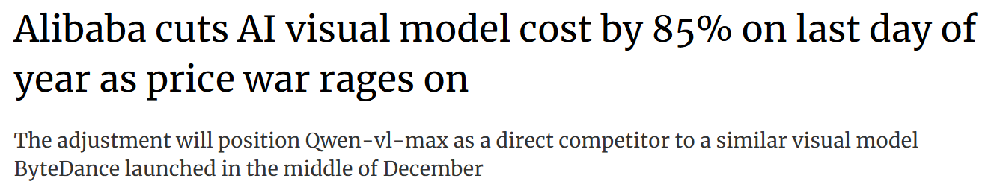 Alibaba cuts AI visual model cost by 85% on last day of
year as price war rages on
The adjustment will position Qwen-vl-max as a direct competitor to a similar visual model
ByteDance launched in the middle of December